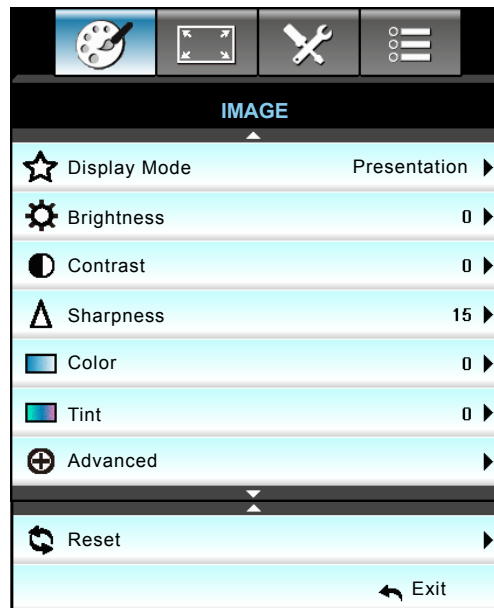 IMAGE
Display Mode Presentation
Brightness 0
Contrast 0
Sharpness 15
Color 0
Tint 0
Advanced
Reset
Exit